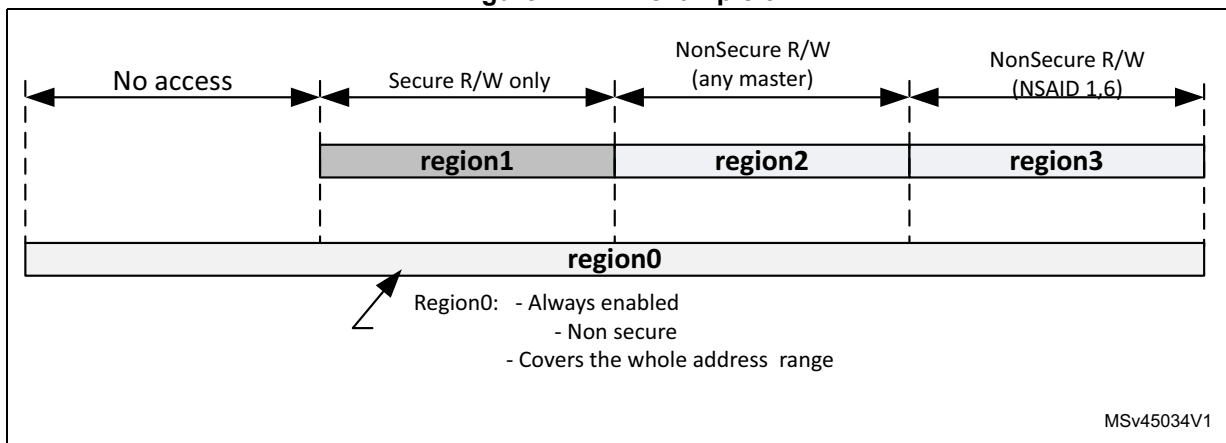 No access
Secure R/W only
NonSecure R/W
(any master)
NonSecure R/W
(NSAID 1,6)
region1
region2
region3
region0
Region0: - Always enabled
- Non secure
- Covers the whole address range
MSv45034V1